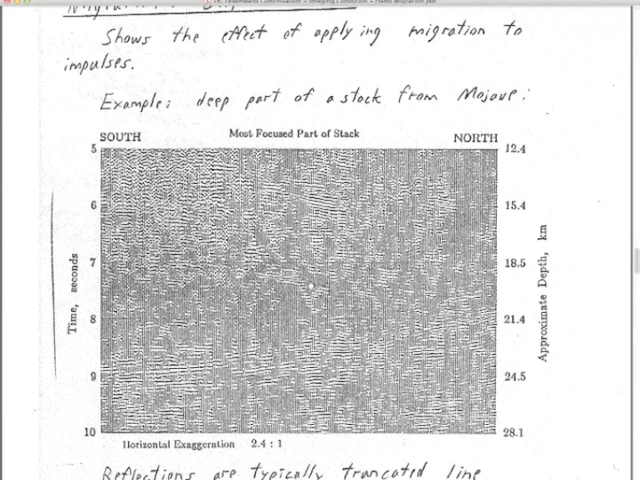 Shows the effect of applying migration to
impulses.
Example: deep part of a stack from Mojave:
Most Focused Part of Stack
SOUTH
NORTH
5
6
7
8
9
10
Time, seconds
12.4
15.4
18.5
21.4
24.5
28.1
Approximate Depth, km
Horizontal Exaggeration 2.4 : 1
Reflections are typically truncated line